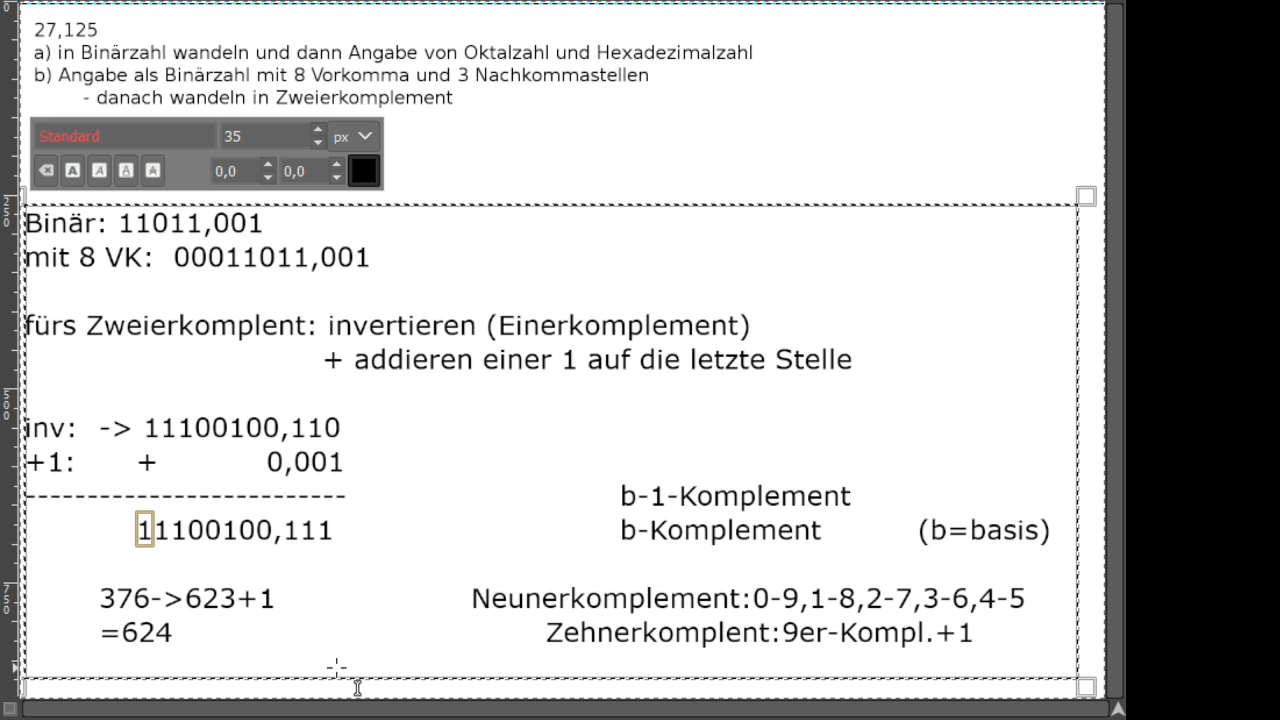 27,125
a) in Binärzahl wandeln und dann Angabe von Oktalzahl und Hexadezimalzahl
b) Angabe als Binärzahl mit 8 Vorkomma und 3 Nachkommastellen
- danach wandeln in Zweierkomplement
Standard 35 px
A A A A 0,0 0,0
Binär: 11011,001
mit 8 VK: 00011011,001
fürs Zweierkomplent: invertieren (Einerkomplement)
+ addieren einer 1 auf die letzte Stelle
inv: -> 11100100,110
+1: + 0,001
--------------------------
b-1-Komplement
11100100,111 b-Komplement (b=basis)
376->623+1 Neunerkomplement:0-9,1-8,2-7,3-6,4-5
=624 Zehnerkomplent:9er-Kompl.+1
0
250
500
750